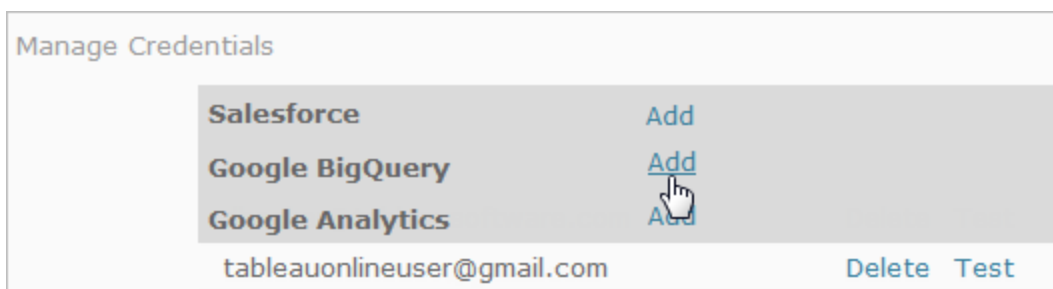 Manage Credentials
Salesforce Add
Google BigQuery Add
Google Analytics Add
tableauonlineuser@gmail.com Delete Test